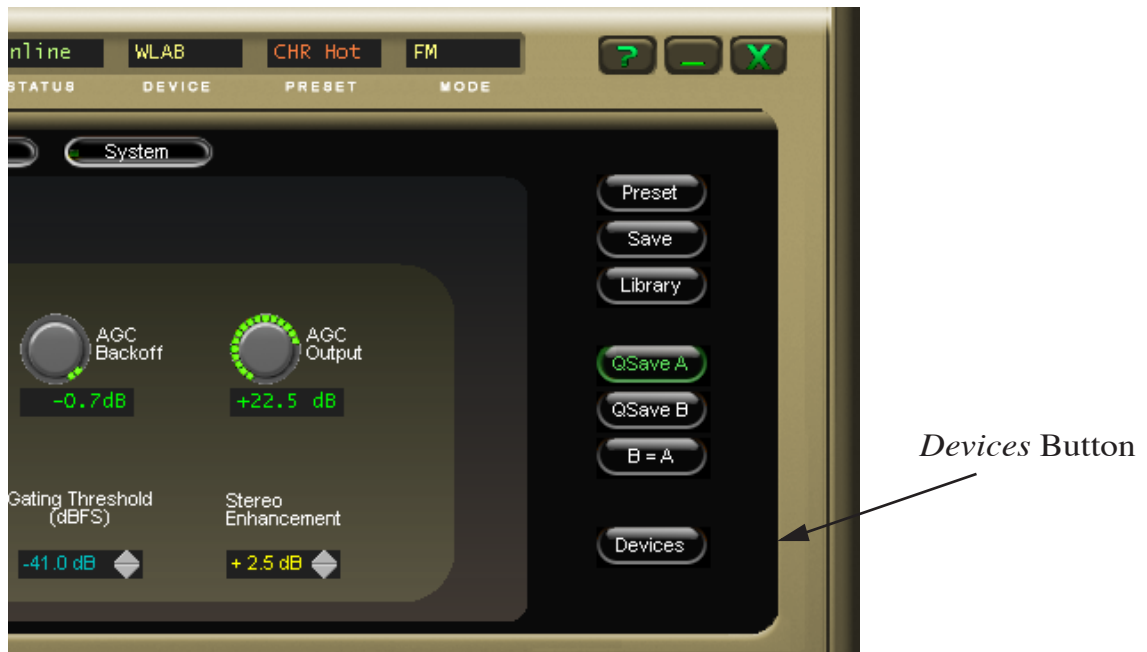 nline WLAB CHR Hot FM ?
STATUS DEVICE PRESET MODE
System
Preset
Save
Library
AGC
Backoff
-0.7dB
AGC
Output
+22.5 dB
QSave A
QSave B
B = A
Devices Button
Gating Threshold
(dBFS)
-41.0 dB
Stereo
Enhancement
+ 2.5 dB
Devices